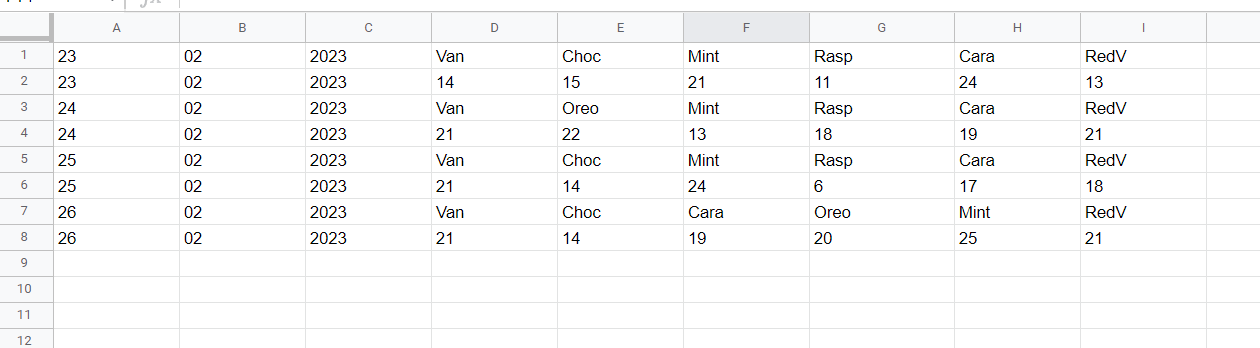 A B C D E F G H I
1 23 02 2023 Van Choc Mint Rasp Cara RedV
2 23 02 2023 14 15 21 11 24 13
3 24 02 2023 Van Oreo Mint Rasp Cara RedV
4 24 02 2023 21 22 13 18 19 21
5 25 02 2023 Van Choc Mint Rasp Cara RedV
6 25 02 2023 21 14 24 6 17 18
7 26 02 2023 Van Choc Cara Oreo Mint RedV
8 26 02 2023 21 14 19 20 25 21
9
10
11
12